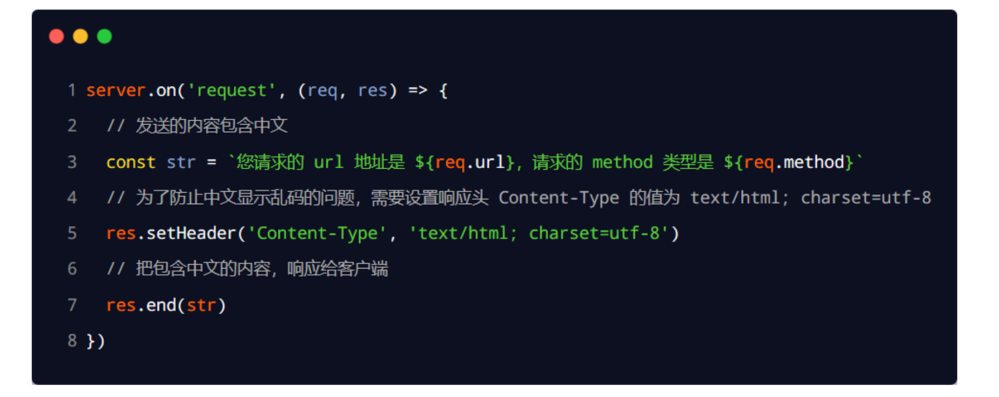 1 server.on('request', (req, res) => {
2   // 发送的内容包含中文
3   const str = `您请求的 url 地址是 ${req.url}，请求的 method 类型是 ${req.method}`
4   // 为了防止中文显示乱码的问题，需要设置响应头 Content-Type 的值为 text/html; charset=utf-8
5   res.setHeader('Content-Type', 'text/html; charset=utf-8')
6   // 把包含中文的内容，响应给客户端
7   res.end(str)
8 })